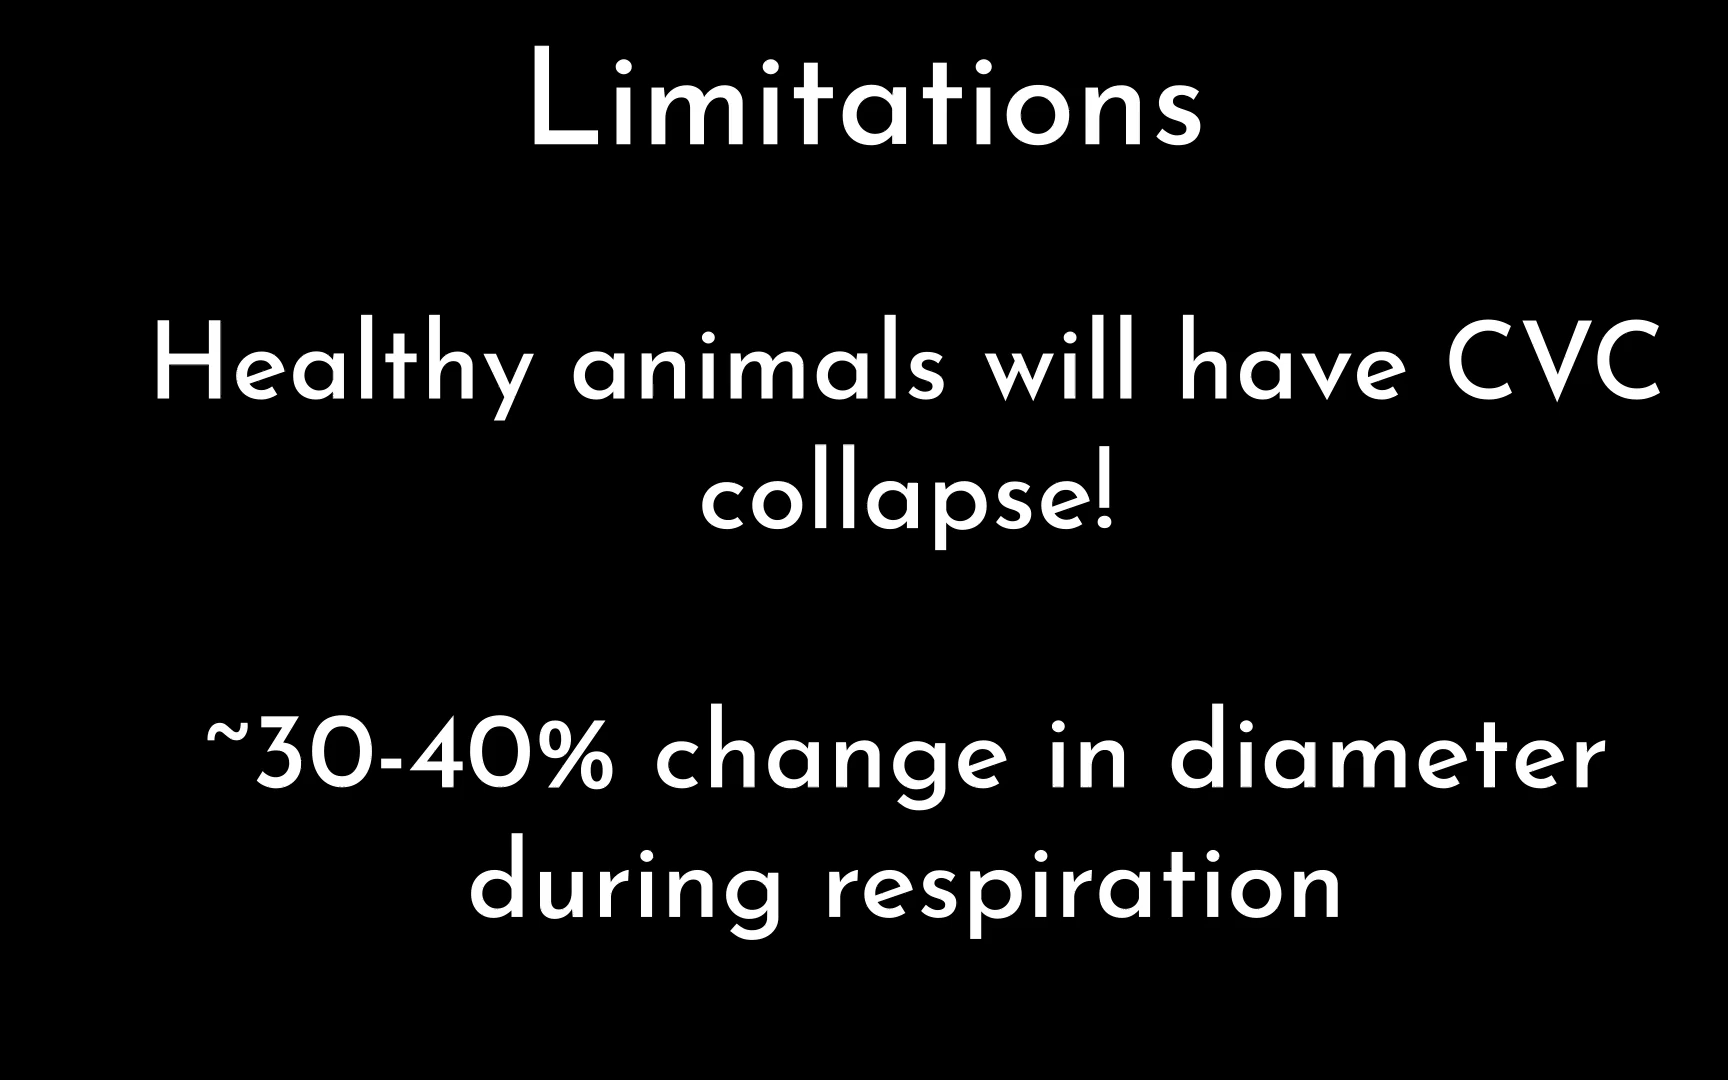 Limitations
Healthy animals will have CVC
collapse!
~30-40% change in diameter
during respiration